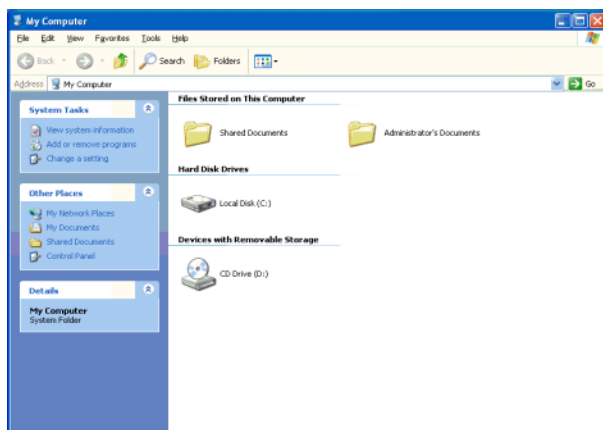 My Computer
File Edit View Favorites Tools Help
Back Search Folders
Address My Computer Go
System Tasks
View system information
Add or remove programs
Change a setting
Other Places
My Network Places
My Documents
Shared Documents
Control Panel
Details
My Computer
System Folder
Files Stored on This Computer
Shared Documents Administrator's Documents
Hard Disk Drives
Local Disk (C:)
Devices with Removable Storage
CD Drive (D:)